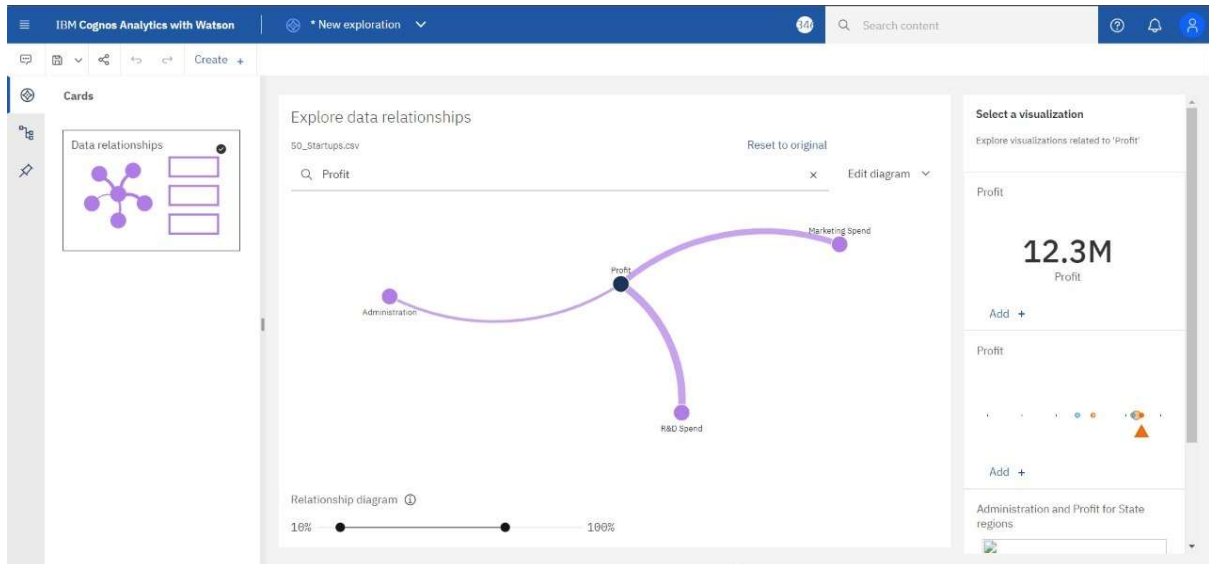 IBM Cognos Analytics with Watson
* New exploration
346
Search content
Create +
Cards
Data relationships
Explore data relationships
50_Startups.csv
Reset to original
Profit
×
Edit diagram
Marketing Spend
Profit
Administration
R&D Spend
Relationship diagram
10%
100%
Select a visualization
Explore visualizations related to 'Profit'
Profit
12.3M
Profit
Add +
Profit
Add +
Administration and Profit for State
regions